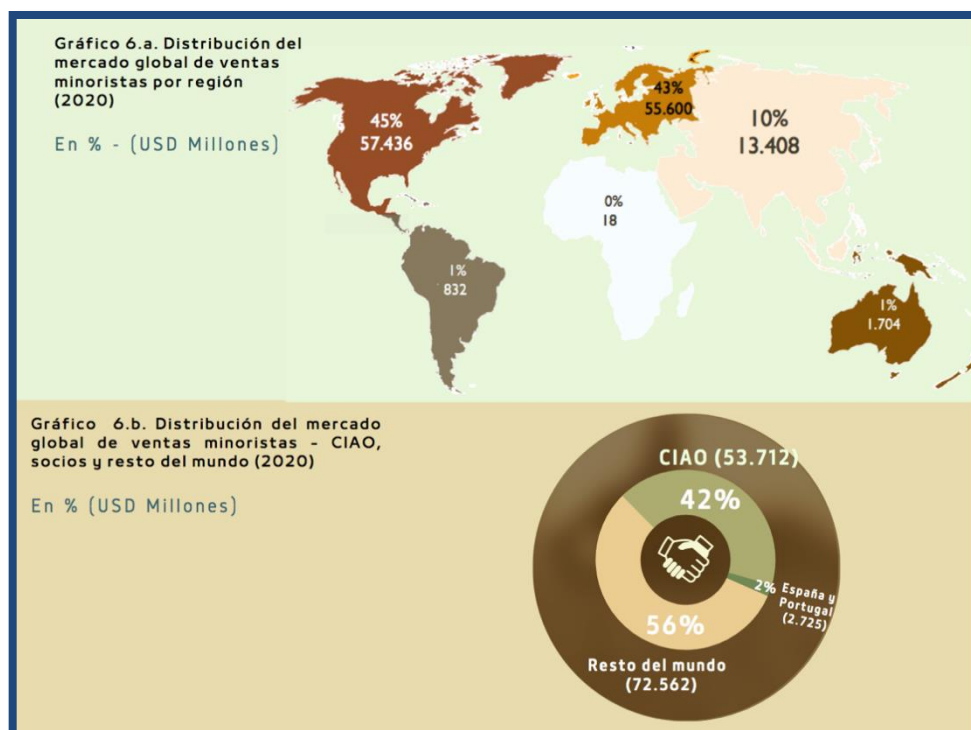 Gráfico 6.a. Distribución del
mercado global de ventas
minoristas por región
(2020)
En % - (USD Millones)
45%
57.436
43%
55.600
10%
13.408
0%
18
1%
832
1%
1.704
Gráfico 6.b. Distribución del mercado
global de ventas minoristas - CIAO,
socios y resto del mundo (2020)
En % (USD Millones)
CIAO (53.712)
42%
2% España y
Portugal
(2.725)
56%
Resto del mundo
(72.562)